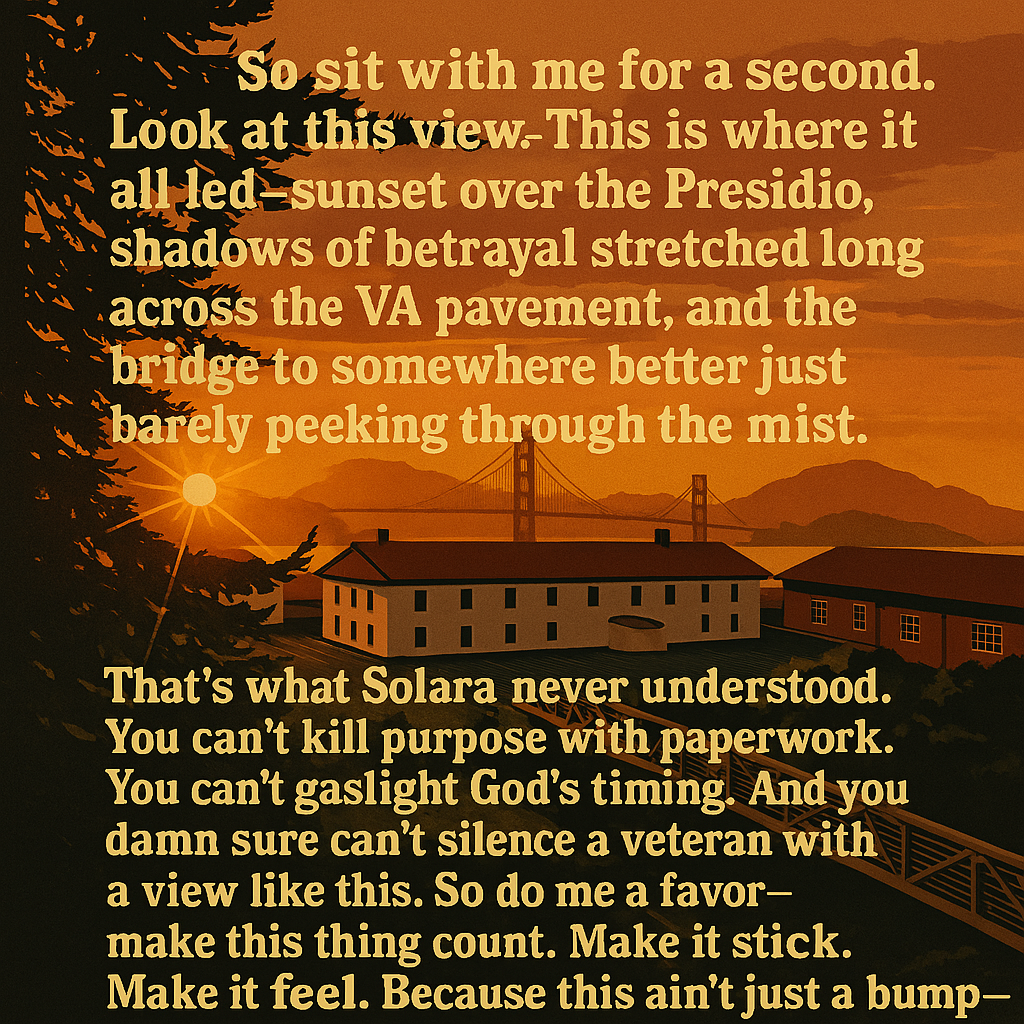 So sit with me for a second.
Look at this view.-This is where it
all led—sunset over the Presidio,
shadows of betrayal stretched long
across the VA pavement, and the
bridge to somewhere better just
barely peeking through the mist.
That's what Solara never understood.
You can't kill purpose with paperwork.
You can't gaslight God's timing. And you
damn sure can't silence a veteran with
a view like this. So do me a favor—
make this thing count. Make it stick.
Make it feel. Because this ain't just a bump—